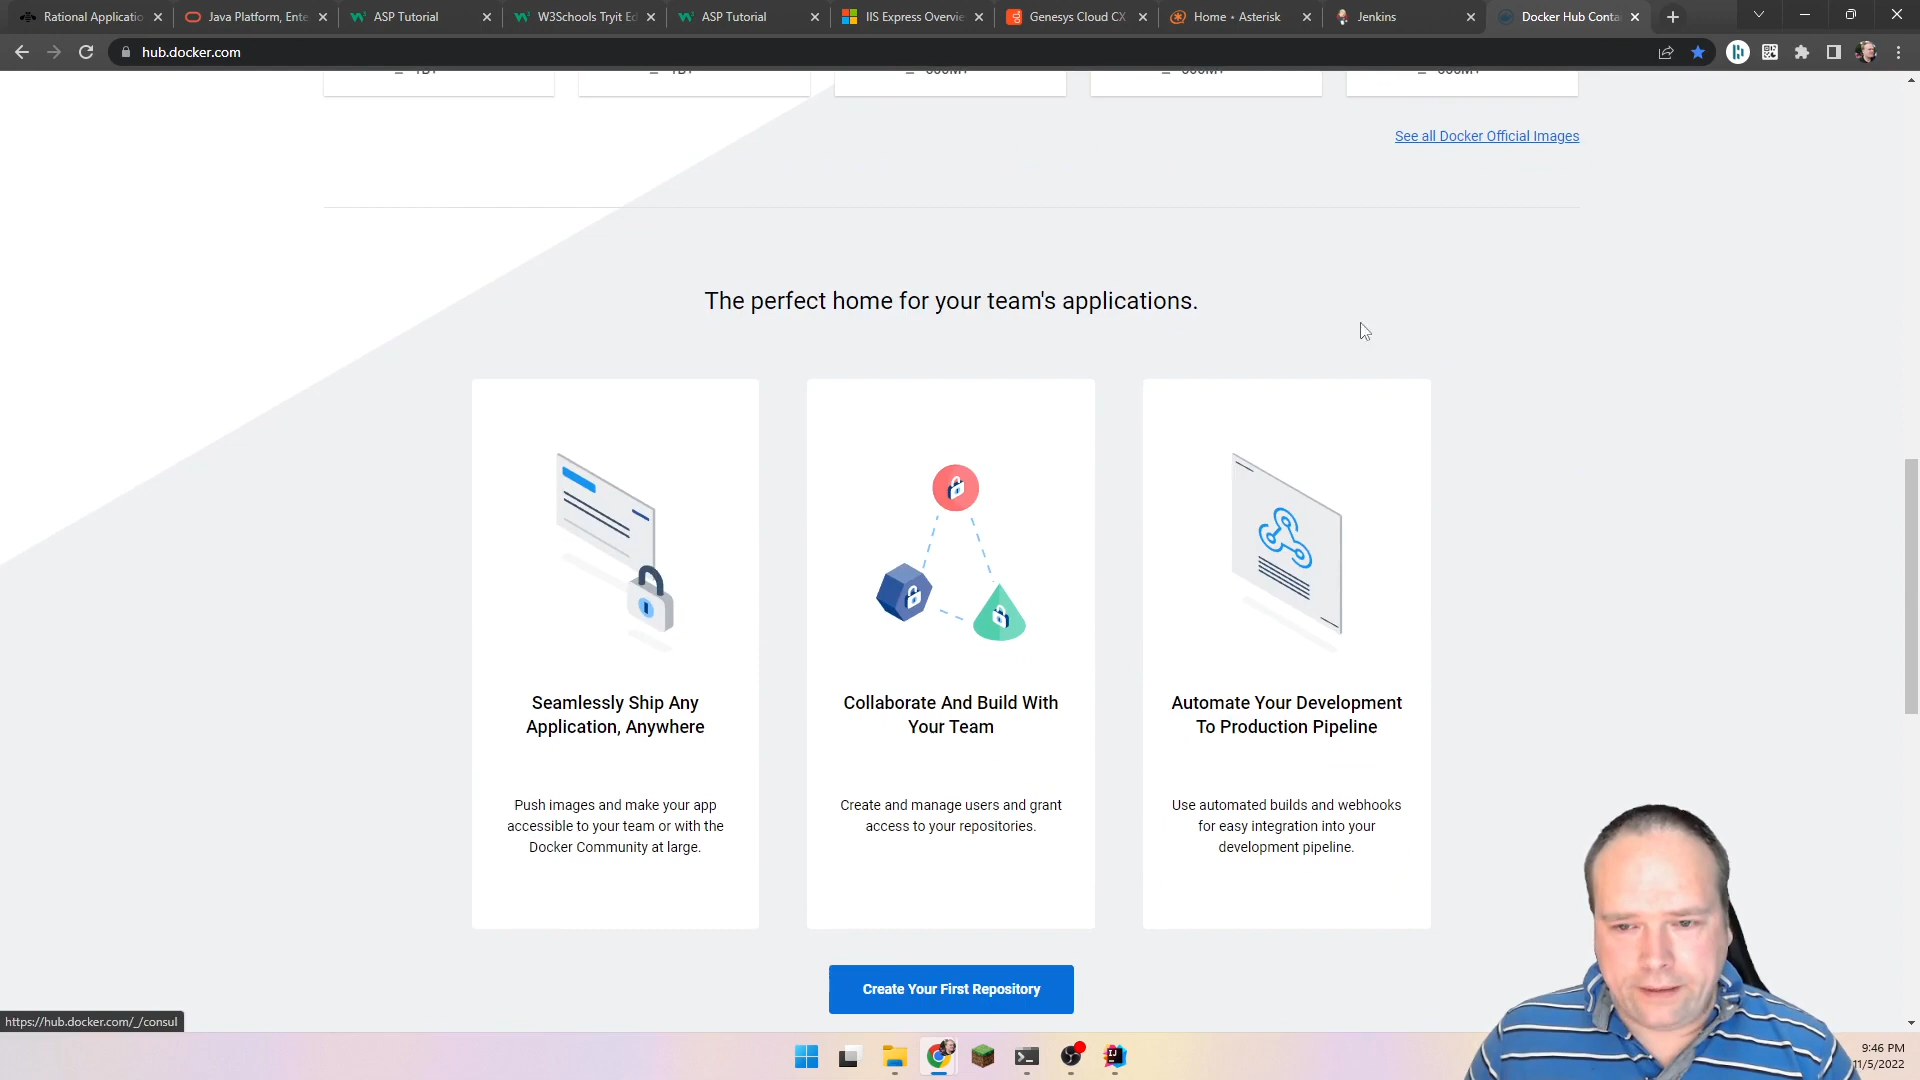 Rational Applicatio
Java Platform, Ente
ASP Tutorial
W3Schools Tryit Ed
ASP Tutorial
IIS Express Overvie
Genesys Cloud CX
Home • Asterisk
Jenkins
Docker Hub Conta
hub.docker.com
See all Docker Official Images
The perfect home for your team's applications.
Seamlessly Ship Any
Application, Anywhere
Push images and make your app
accessible to your team or with the
Docker Community at large.
Collaborate And Build With
Your Team
Create and manage users and grant
access to your repositories.
Automate Your Development
To Production Pipeline
Use automated builds and webhooks
for easy integration into your
development pipeline.
Create Your First Repository
https://hub.docker.com/_/consul
9:46 PM
11/5/2022